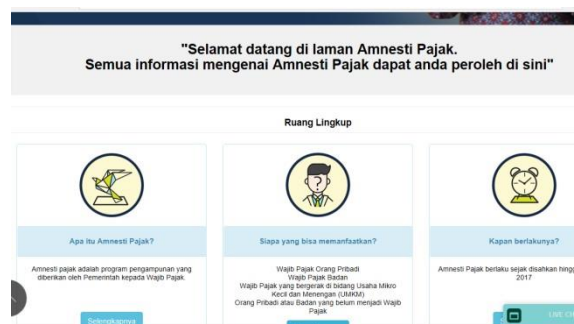 "Selamat datang di laman Amnesti Pajak.
Semua informasi mengenai Amnesti Pajak dapat anda peroleh di sini"
Ruang Lingkup
Apa itu Amnesti Pajak?
Amnesti pajak adalah program pengampunan yang
diberikan oleh Pemerintah kepada Wajib Pajak.
Selengkapnya
Siapa yang bisa memanfaatkan?
Wajib Pajak Orang Pribadi
Wajib Pajak Badan
Wajib Pajak yang bergerak di bidang Usaha Mikro
Kecil dan Menengan (UMKM)
Orang Pribadi atau Badan yang belum menjadi Wajib
Pajak
Kapan berlakunya?
Amnesti Pajak berlaku sejak disahkan
2017
LIVE